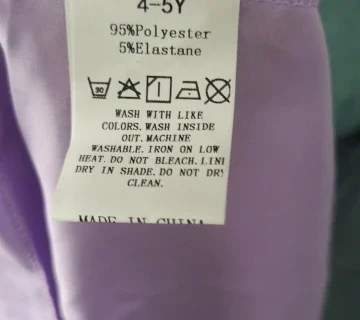 4-5Y
95%Polyester
5%Elastane
30
WASH WITH LIKE
COLORS. WASH INSIDE
OUT. MACHINE
WASHABLE. IRON ON LOW
HEAT. DO NOT BLEACH. LINE
DRY IN SHADE. DO NOT DRY
CLEAN.
MADE IN CHINA